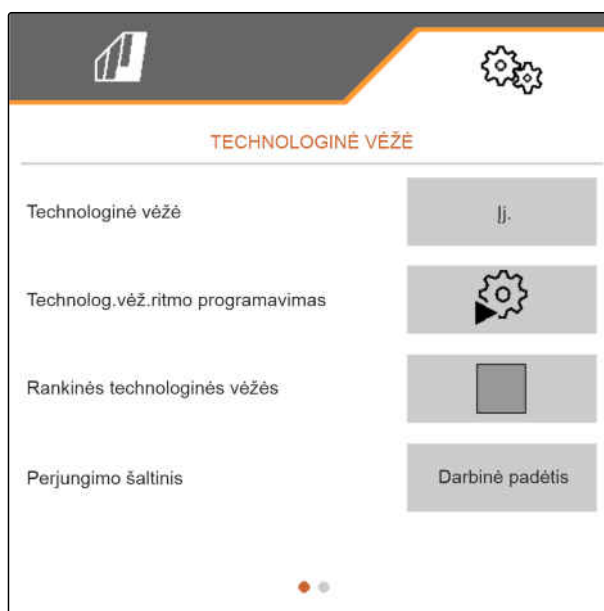 TECHNOLOGINĖ VĖŽĖ
Technologinė vėžė Įj.
Technolog.vėž.ritmo programavimas
Rankinės technologinės vėžės
Perjungimo šaltinis Darbinė padėtis